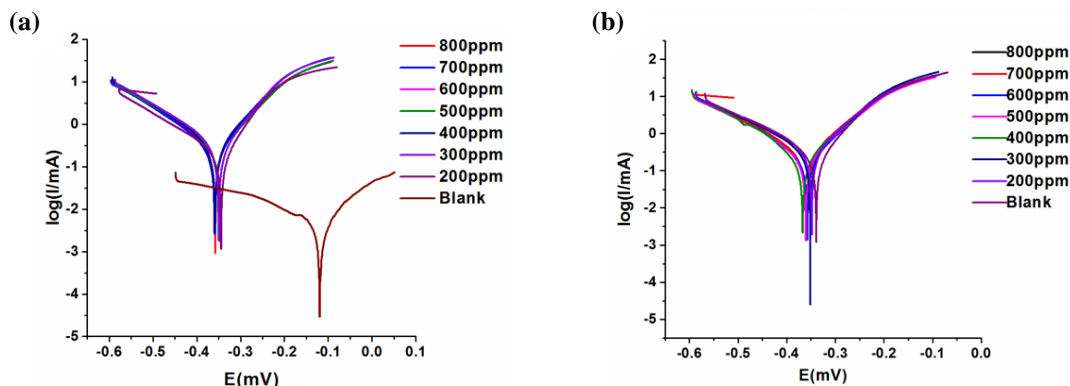 (a)
log(I/mA)
2
1
0
-1
-2
-3
-4
-5
-0.6 -0.5 -0.4 -0.3 -0.2 -0.1 0.0 0.1
E(mV)
800ppm
700ppm
600ppm
500ppm
400ppm
300ppm
200ppm
Blank
(b)
log(I/mA)
2
1
0
-1
-2
-3
-4
-5
-0.6 -0.5 -0.4 -0.3 -0.2 -0.1 0.0
E(mV)
800ppm
700ppm
600ppm
500ppm
400ppm
300ppm
200ppm
Blank